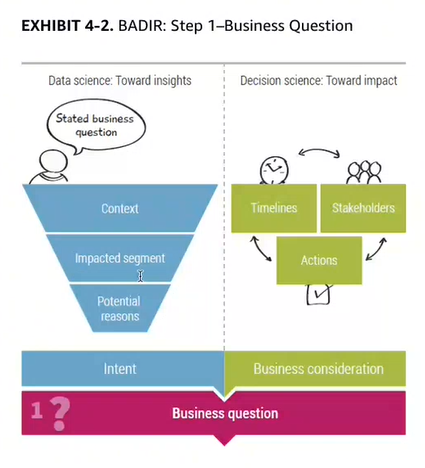 EXHIBIT 4-2. BADIR: Step 1–Business Question
Data science: Toward insights
Decision science: Toward impact
Stated business
question
Context
Impacted segment
Potential
reasons
Timelines
Stakeholders
Actions
Intent
Business consideration
1?
Business question